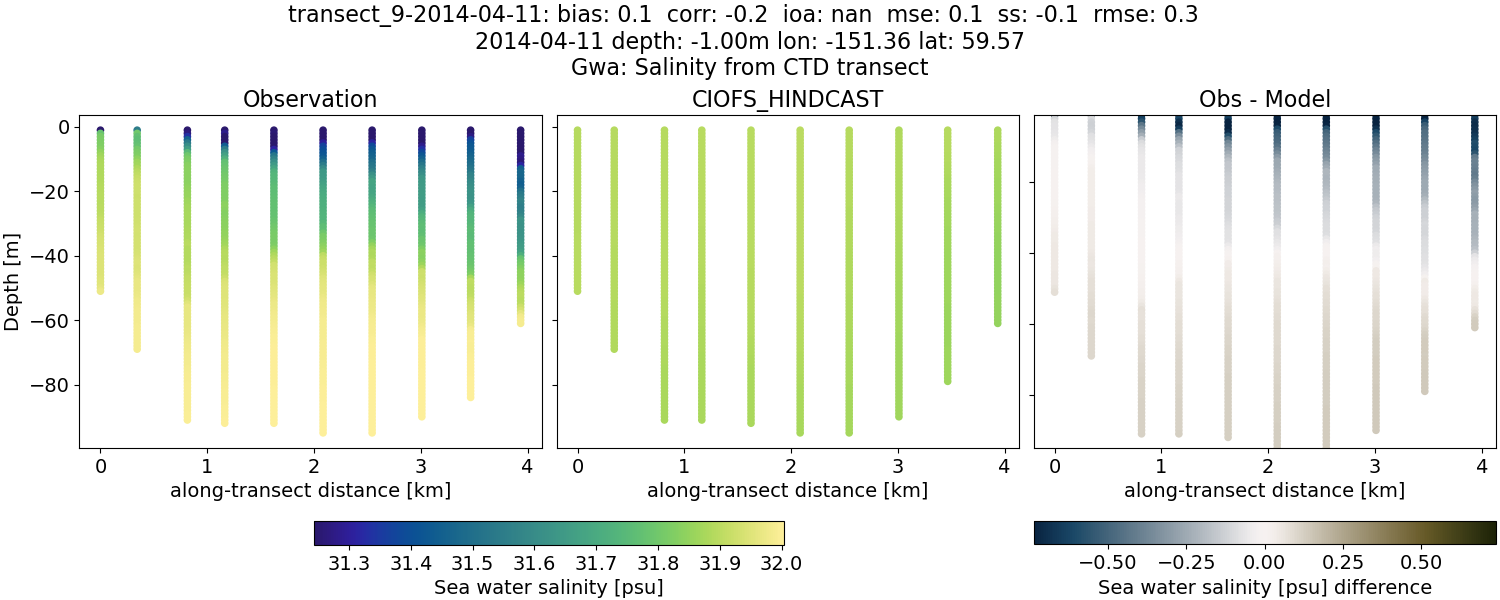 transect_9-2014-04-11: bias: 0.1  corr: -0.2  ioa: nan  mse: 0.1  ss: -0.1  rmse: 0.3
2014-04-11 depth: -1.00m lon: -151.36 lat: 59.57
Gwa: Salinity from CTD transect
Observation
CIOFS_HINDCAST
Obs - Model
Depth [m]
0
−20
−40
−60
−80
0 1 2 3 4
along-transect distance [km]
0 1 2 3 4
along-transect distance [km]
0 1 2 3 4
along-transect distance [km]
31.3 31.4 31.5 31.6 31.7 31.8 31.9 32.0
Sea water salinity [psu]
−0.50 −0.25 0.00 0.25 0.50
Sea water salinity [psu] difference